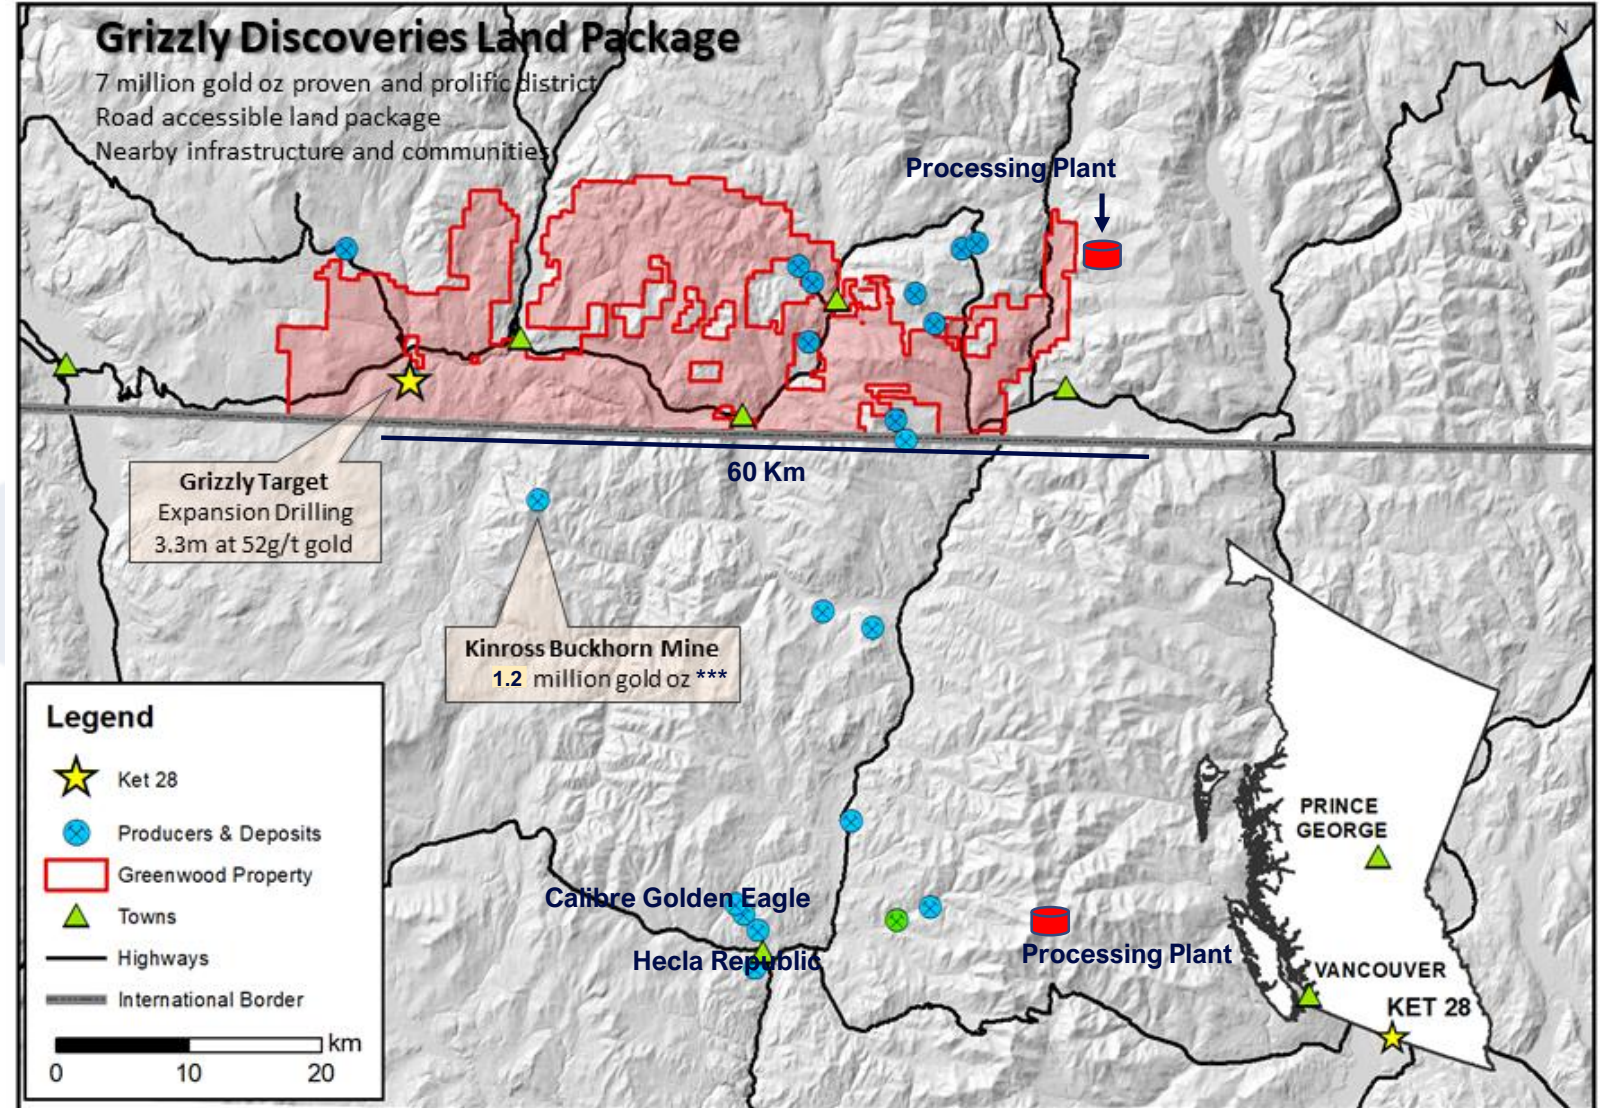 Grizzly Discoveries Land Package
7 million gold oz proven and prolific district
Road accessible land package
Nearby infrastructure and communities
N
Processing Plant
60 Km
Grizzly Target
Expansion Drilling
3.3m at 52g/t gold
Kinross Buckhorn Mine
1.2 million gold oz ***
Legend
Ket 28
Producers & Deposits
Greenwood Property
Towns
Highways
International Border
km
0 10 20
Calibre Golden Eagle
Hecla Republic
Processing Plant
PRINCE
GEORGE
VANCOUVER
KET 28